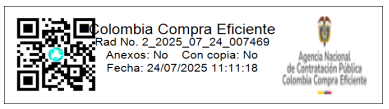 Colombia Compra Eficiente
Rad No. 2_2025_07_24_007469
Anexos: No Con copia: No
Fecha: 24/07/2025 11:11:18
Agencia Nacional
de Contratación Pública
Colombia Compra Eficiente